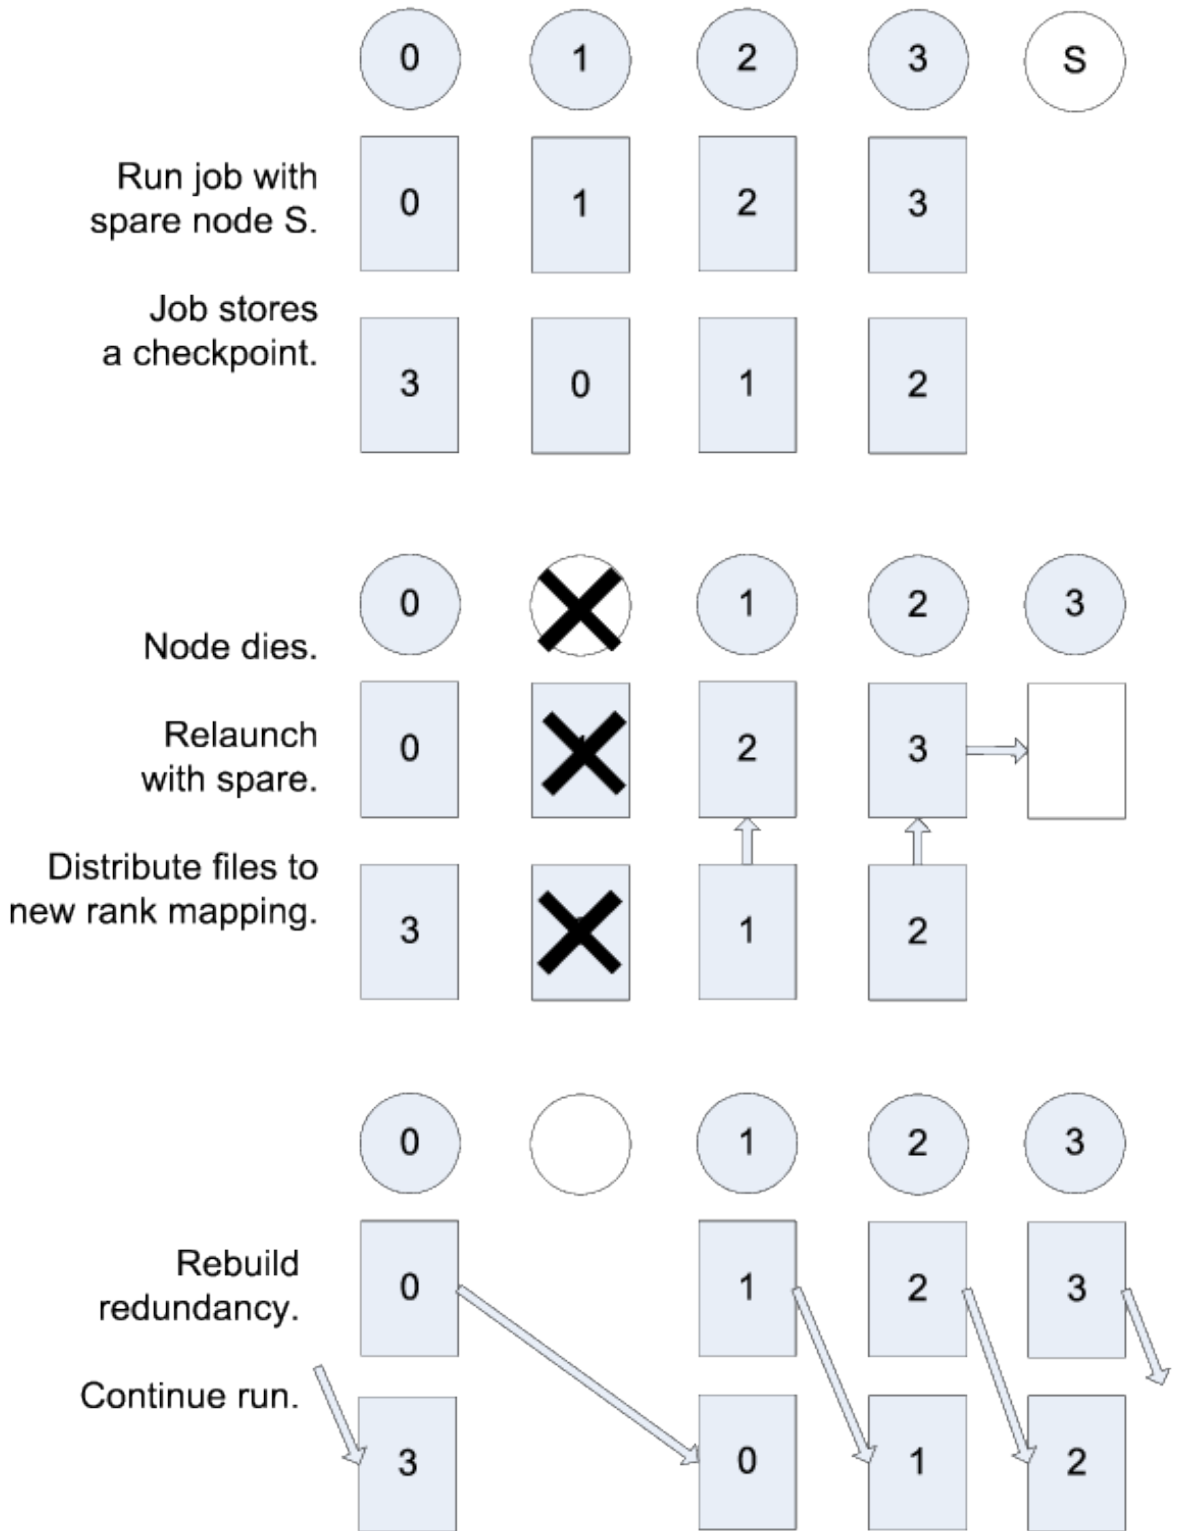 0 1 2 3 S
Run job with
spare node S.
0 1 2 3
Job stores
a checkpoint.
3 0 1 2
0 1 2 3
Node dies.
Relaunch
with spare.
0 2 3
Distribute files to
new rank mapping.
3 1 2
0 1 2 3
Rebuild
redundancy.
0 1 2 3
Continue run.
3 0 1 2